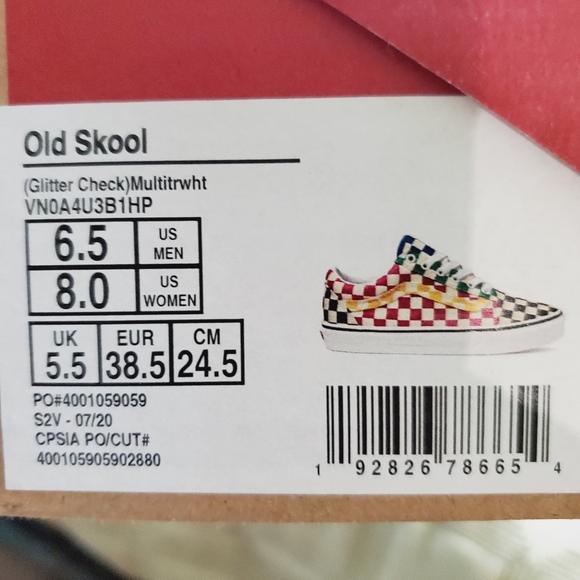 Old Skool
(Glitter Check)Multitrwht
VN0A4U3B1HP
6.5 US MEN
8.0 US WOMEN
UK EUR CM
5.5 38.5 24.5
PO#4001059059
S2V - 07/20
CPSIA PO/CUT#
400105905902880
1 92826 78665 4